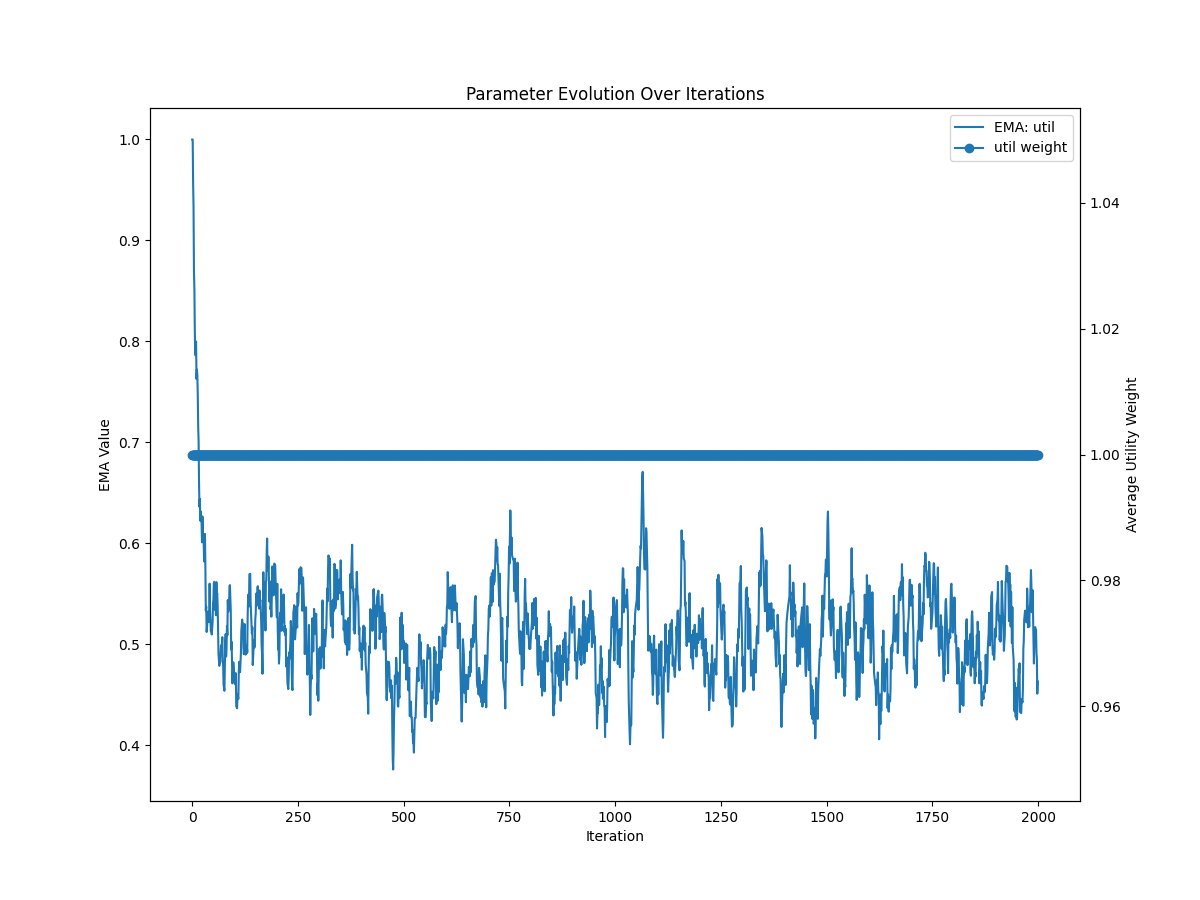 Parameter Evolution Over Iterations
EMA: util
util weight
1.0
0.9
0.8
0.7
0.6
0.5
0.4
EMA Value
1.04
1.02
1.00
0.98
0.96
Average Utility Weight
0 250 500 750 1000 1250 1500 1750 2000
Iteration